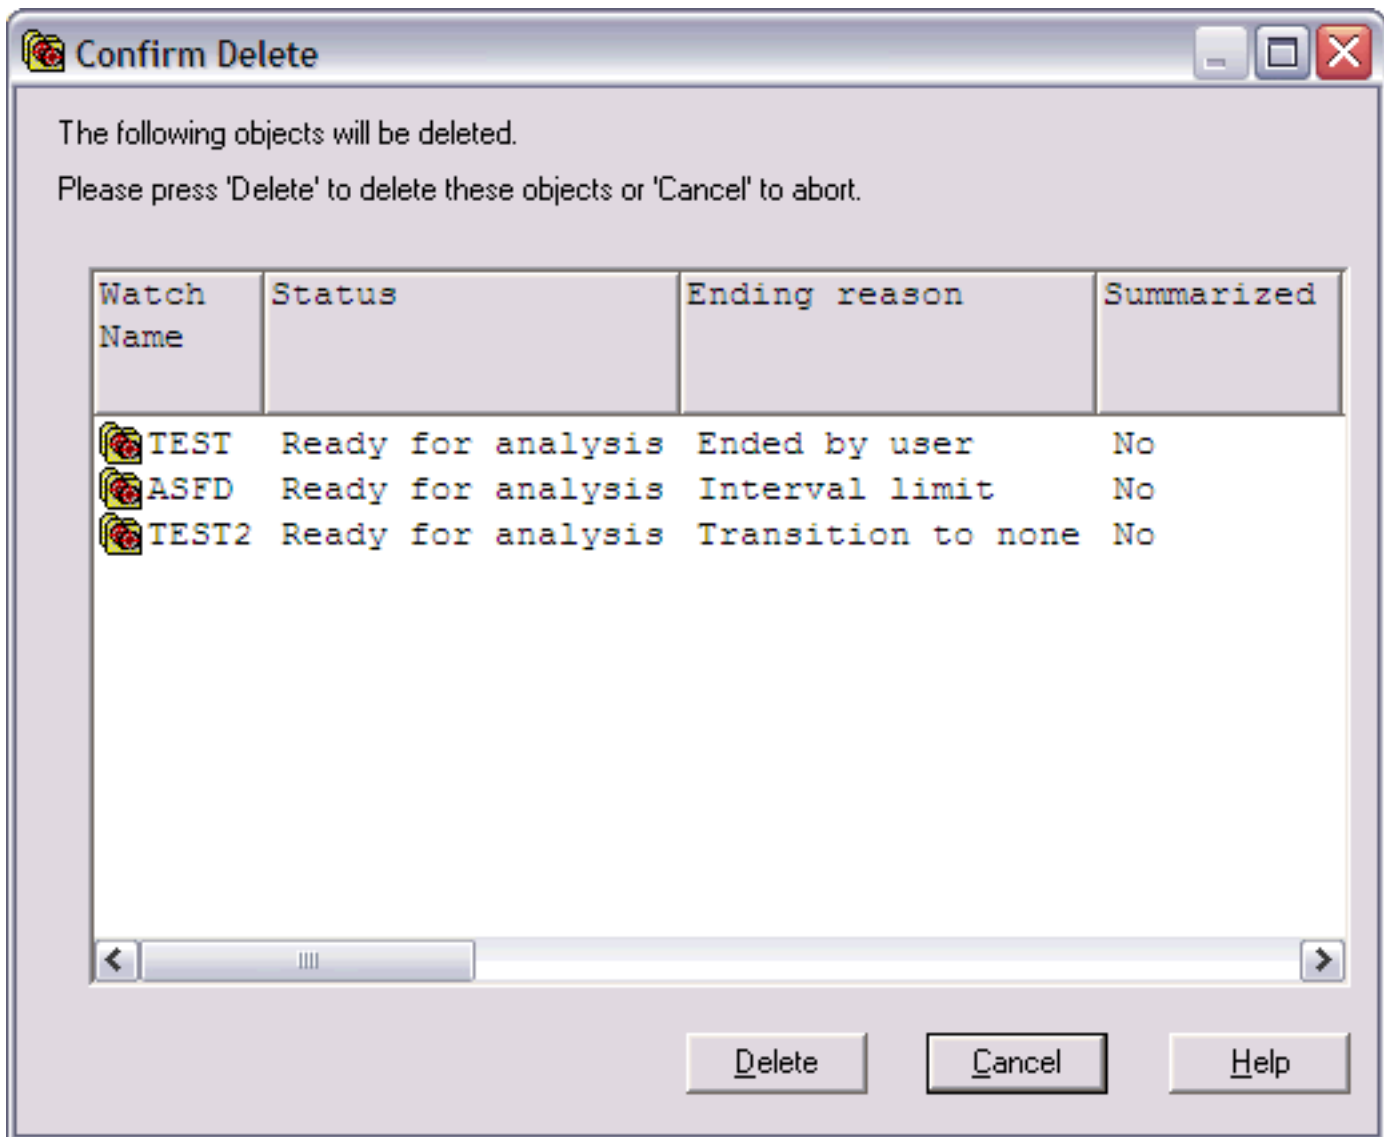 Confirm Delete
The following objects will be deleted.
Please press 'Delete' to delete these objects or 'Cancel' to abort.
Watch Name Status Ending reason Summarized
TEST Ready for analysis Ended by user No
ASFD Ready for analysis Interval limit No
TEST2 Ready for analysis Transition to none No
Delete Cancel Help